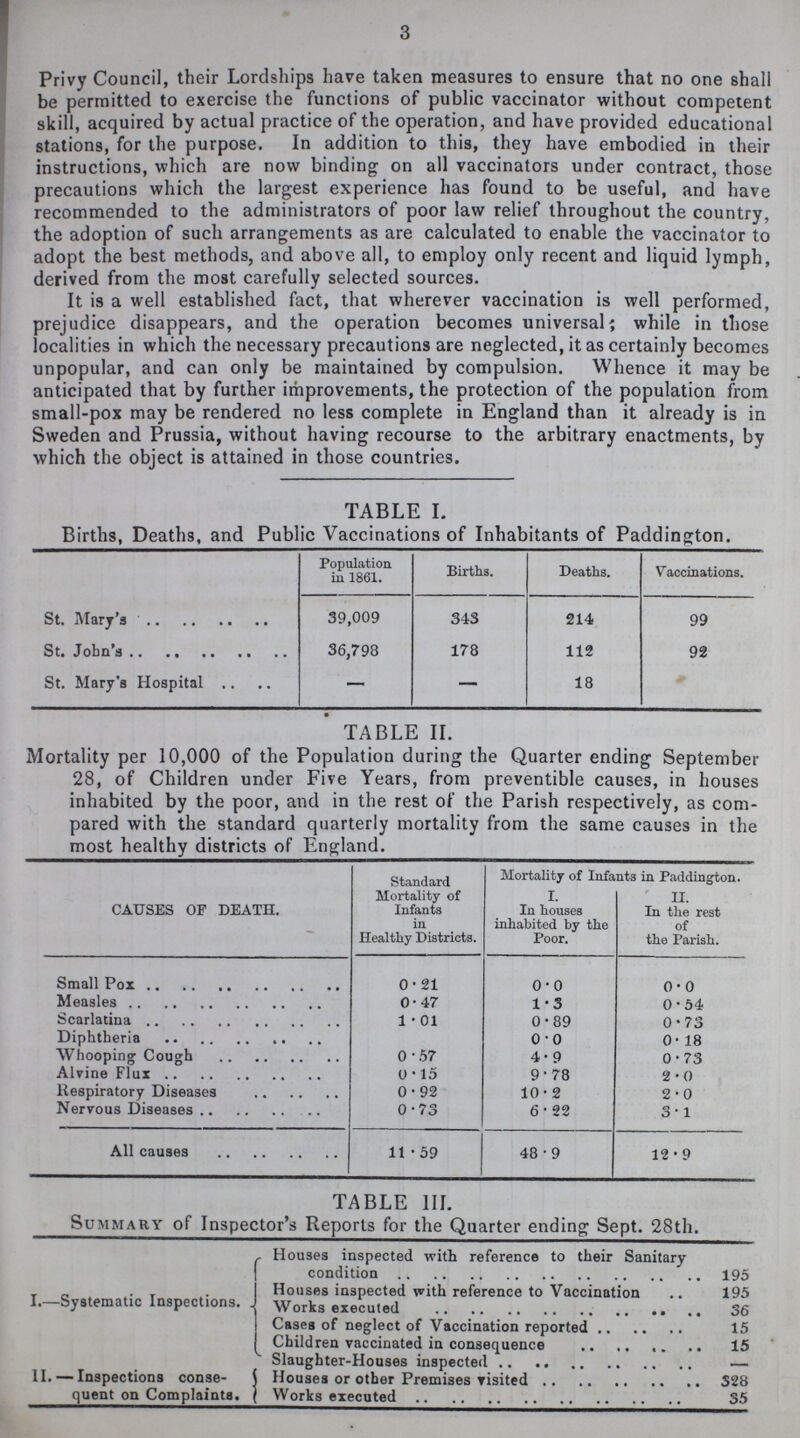 3
Privy Council, their Lordships have taken measures to ensure that no one shall
be permitted to exercise the functions of public vaccinator without competent
skill, acquired by actual practice of the operation, and have provided educational
stations, for the purpose. In addition to this, they have embodied in their
instructions, which are now binding on all vaccinators under contract, those
precautions which the largest experience has found to be useful, and have
recommended to the administrators of poor law relief throughout the country,
the adoption of such arrangements as are calculated to enable the vaccinator to
adopt the best methods, and above all, to employ only recent and liquid lymph,
derived from the most carefully selected sources.
It is a well established fact, that wherever vaccination is well performed,
prejudice disappears, and the operation becomes universal; while in those
localities in which the necessary precautions are neglected, it as certainly becomes
unpopular, and can only be maintained by compulsion. Whence it may be
anticipated that by further improvements, the protection of the population from
small-pox may be rendered no less complete in England than it already is in
Sweden and Prussia, without having recourse to the arbitrary enactments, by
which the object is attained in those countries.
TABLE I.
Births, Deaths, and Public Vaccinations of Inhabitants of Paddington.
Population in 1861. Births. Deaths. Vaccinations.
St. Mary's .. .. .. .. 39,009 343 214 99
St. John's .. .. .. .. .. 36,798 178 112 92
St. Mary's Hospital .. .. — — 18
TABLE II.
Mortality per 10,000 of the Population during the Quarter ending September
28, of Children under Five Years, from preventible causes, in houses
inhabited by the poor, and in the rest of the Parish respectively, as com-
pared with the standard quarterly mortality from the same causes in the
most healthy districts of England.
CAUSES OF DEATH.
Standard
Mortality of
Infants
in
Healthy Districts.
Mortality of Infants in Paddington.
I.
In houses
inhabited by the
Poor.
II.
In the rest
of
the Parish.
Small Pox .. .. .. .. .. .. 0·21 0·0 0·0
Measles .. .. .. .. .. .. 0·47 1·3 0·54
Scarlatina .. .. .. .. .. .. 1·01 0·89 0·73
Diphtheria .. .. .. .. .. 0·0 0·18
Whooping Cough .. .. .. .. 0·57 4·9 0·73
Alvine Flux .. .. .. .. .. 0·15 9·78 2·0
Respiratory Diseases .. .. .. 0·92 10·2 2·0
Nervous Diseases .. .. .. .. 0·73 6·22 3·1
All causes .. .. .. .. 11·59 48·9 12·9
TABLE III.
SUMMARY of Inspector's Reports for the Quarter ending Sept. 28th.
I.—Systematic Inspections.
Houses inspected with reference to their Sanitary
condition .. .. .. .. .. .. .. .. .. 195
Houses inspected with reference to Vaccination .. 195
Works executed .. .. .. .. .. .. .. 36
Cases of neglect of Vaccination reported .. .. .. 15
Children vaccinated in consequence .. .. .. .. 15
Slaughter-Houses inspected .. .. .. .. .. .. —
II.—Inspections conse-
quent on Complaints.
Houses or other Premises visited .. .. .. .. .. 328
Works executed .. .. .. .. .. .. .. .. 35